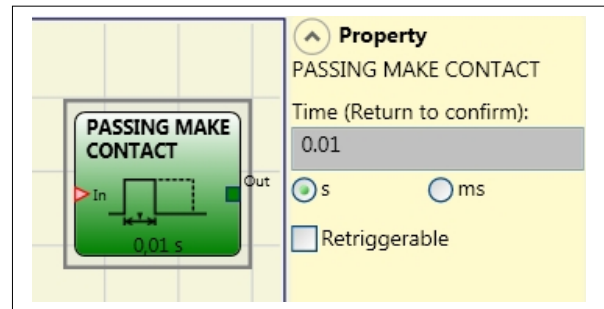 PASSING MAKE
CONTACT
In
Out
0,01 s
Property
PASSING MAKE CONTACT
Time (Return to confirm):
0.01
s
ms
Retriggerable